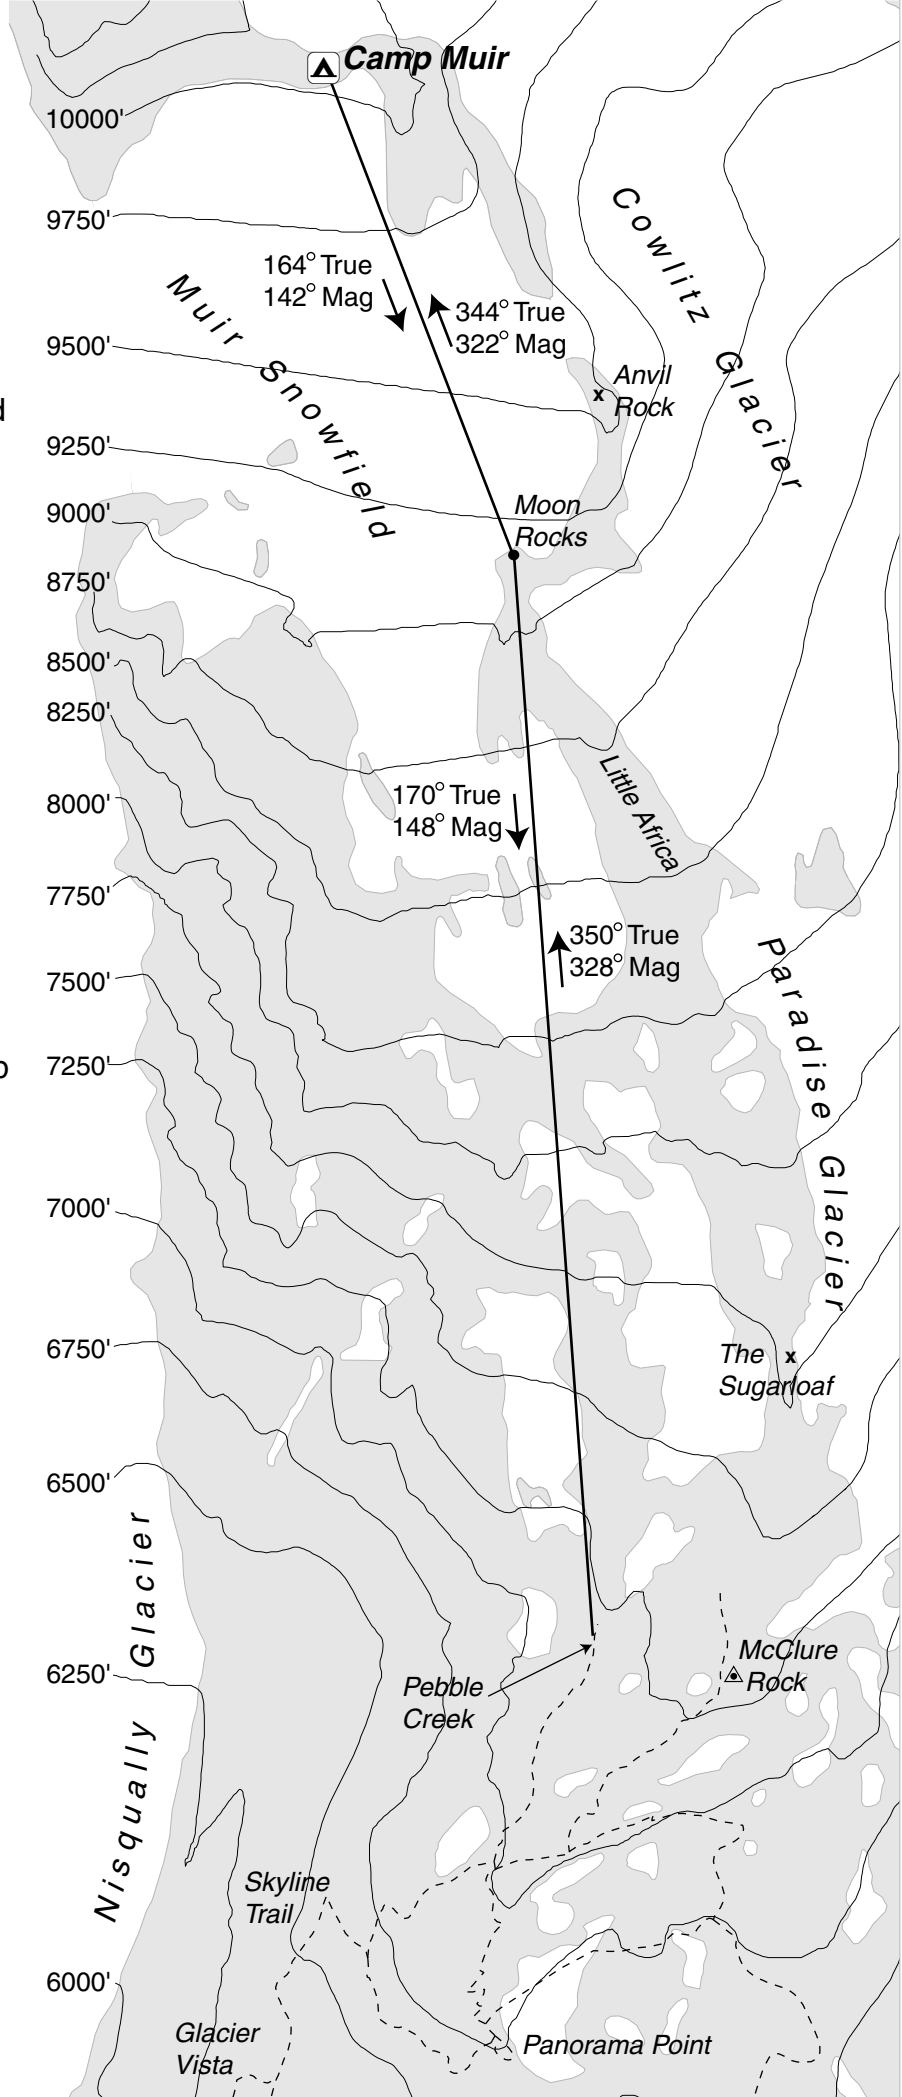 Camp Muir
10000'
9750'
Cowlitz Glacier
164° True
142° Mag
344° True
322° Mag
Muir Snowfield
9500'
Anvil
Rock
d
9250'
Moon
Rocks
9000'
8750'
8500'
8250'
Little Africa
170° True
148° Mag
8000'
7750'
350° True
328° Mag
Paradise Glacier
7500'
7250'
7000'
The
Sugarloaf
6750'
6500'
Nisqually Glacier
McClure
Rock
6250'
Pebble
Creek
Skyline
Trail
6000'
Glacier
Vista
Panorama Point